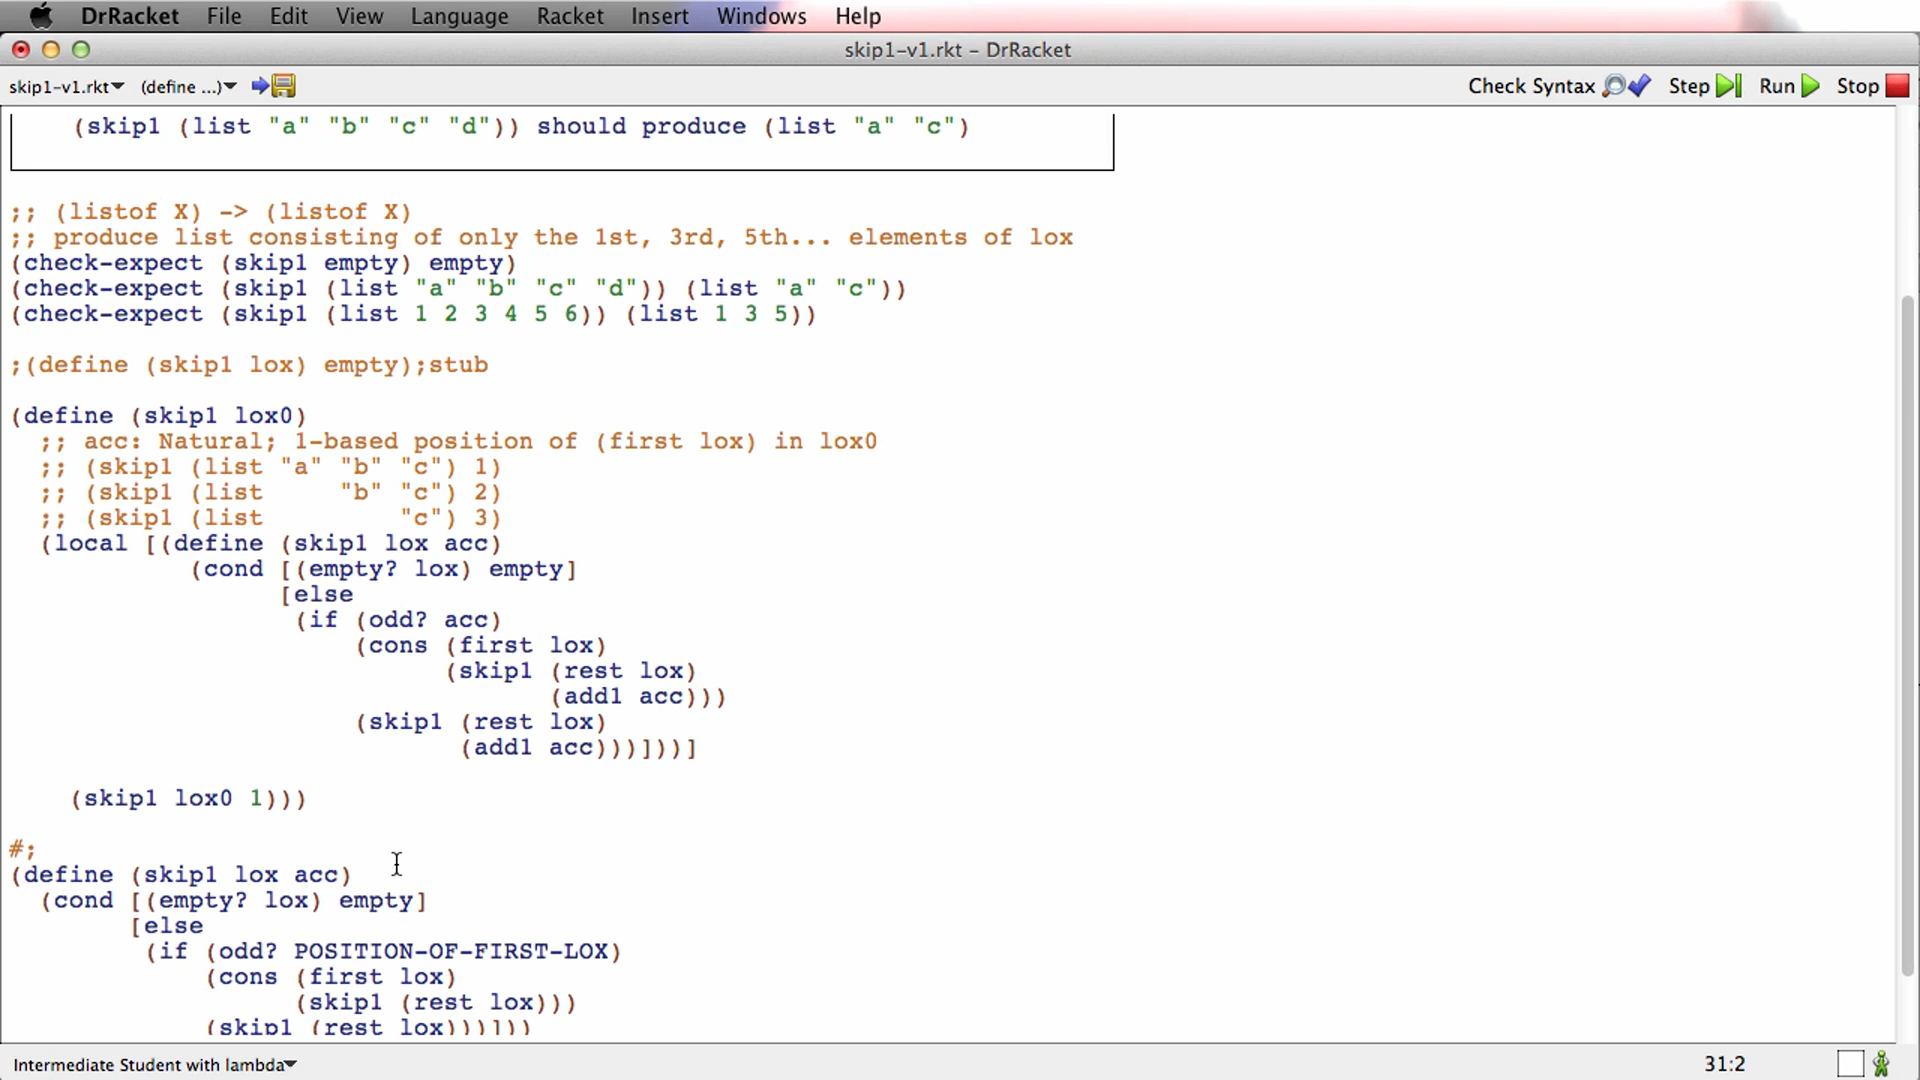 DrRacket File Edit View Language Racket Insert Windows Help
skip1-v1.rkt - DrRacket
skip1-v1.rkt (define ...) Check Syntax Step Run Stop
(skip1 (list "a" "b" "c" "d")) should produce (list "a" "c")
;; (listof X) -> (listof X)
;; produce list consisting of only the 1st, 3rd, 5th... elements of lox
(check-expect (skip1 empty) empty)
(check-expect (skip1 (list "a" "b" "c" "d")) (list "a" "c"))
(check-expect (skip1 (list 1 2 3 4 5 6)) (list 1 3 5))
;(define (skip1 lox) empty);stub
(define (skip1 lox0)
;; acc: Natural; 1-based position of (first lox) in lox0
;; (skip1 (list "a" "b" "c") 1)
;; (skip1 (list     "b" "c") 2)
;; (skip1 (list         "c") 3)
(local [(define (skip1 lox acc)
(cond [(empty? lox) empty]
[else
(if (odd? acc)
(cons (first lox)
(skip1 (rest lox)
(add1 acc)))
(skip1 (rest lox)
(add1 acc)))]))]
(skip1 lox0 1)))
#;
(define (skip1 lox acc)
(cond [(empty? lox) empty]
[else
(if (odd? POSITION-OF-FIRST-LOX)
(cons (first lox)
(skip1 (rest lox)))
(skip1 (rest lox)))]))
Intermediate Student with lambda 31:2